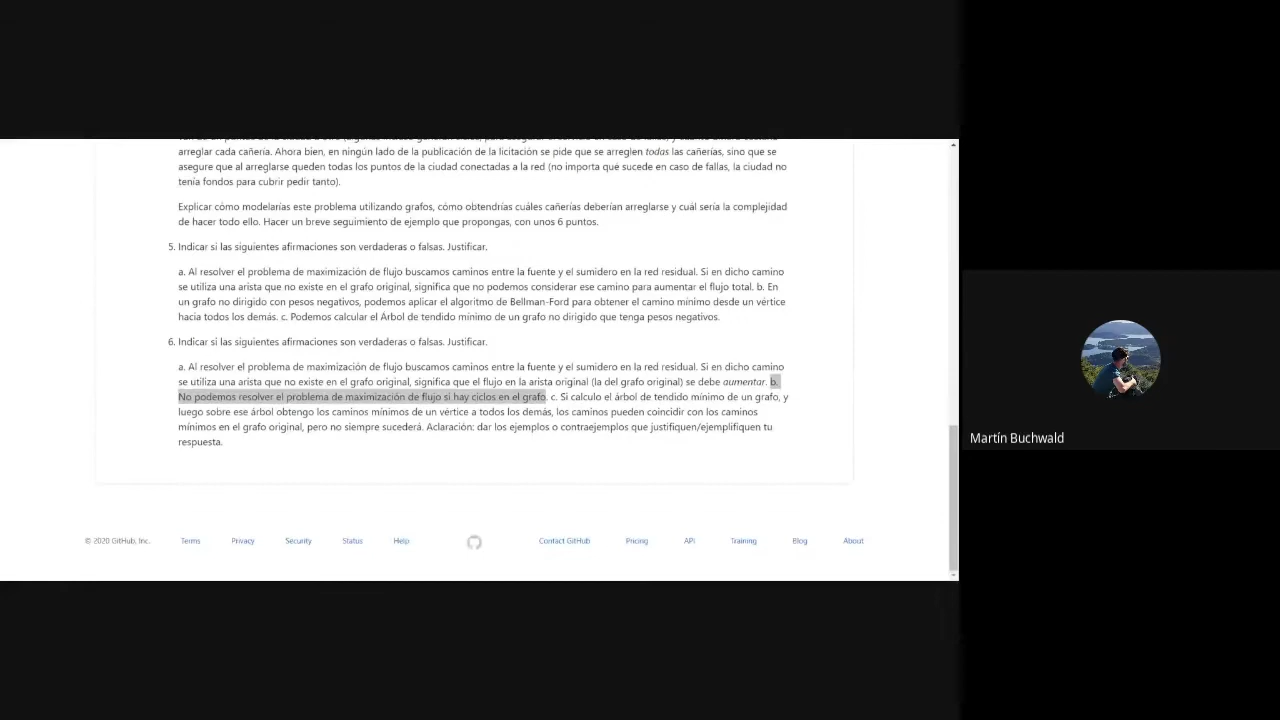 arreglar cada cañería. Ahora bien, en ningún lado de la publicación de la licitación se pide que se arreglen todas las cañerías, sino que se
asegure que al arreglarse queden todas los puntos de la ciudad conectadas a la red (no importa qué sucede en caso de fallas, la ciudad no
tenía fondos para cubrir pedir tanto).
Explicar cómo modelarías este problema utilizando grafos, cómo obtendrías cuáles cañerías deberían arreglarse y cuál sería la complejidad
de hacer todo ello. Hacer un breve seguimiento de ejemplo que propongas, con unos 6 puntos.
5. Indicar si las siguientes afirmaciones son verdaderas o falsas. Justificar.
a. Al resolver el problema de maximización de flujo buscamos caminos entre la fuente y el sumidero en la red residual. Si en dicho camino
se utiliza una arista que no existe en el grafo original, significa que no podemos considerar ese camino para aumentar el flujo total. b. En
un grafo no dirigido con pesos negativos, podemos aplicar el algoritmo de Bellman-Ford para obtener el camino mínimo desde un vértice
hacia todos los demás. c. Podemos calcular el Árbol de tendido mínimo de un grafo no dirigido que tenga pesos negativos.
6. Indicar si las siguientes afirmaciones son verdaderas o falsas. Justificar.
a. Al resolver el problema de maximización de flujo buscamos caminos entre la fuente y el sumidero en la red residual. Si en dicho camino
se utiliza una arista que no existe en el grafo original, significa que el flujo en la arista original (la del grafo original) se debe aumentar. b.
No podemos resolver el problema de maximización de flujo si hay ciclos en el grafo. c. Si calculo el árbol de tendido mínimo de un grafo, y
luego sobre ese árbol obtengo los caminos mínimos de un vértice a todos los demás, los caminos pueden coincidir con los caminos
mínimos en el grafo original, pero no siempre sucederá. Aclaración: dar los ejemplos o contraejemplos que justifiquen/ejemplifiquen tu
respuesta.
© 2020 GitHub, Inc. Terms Privacy Security Status Help Contact GitHub Pricing API Training Blog About
Martín Buchwald